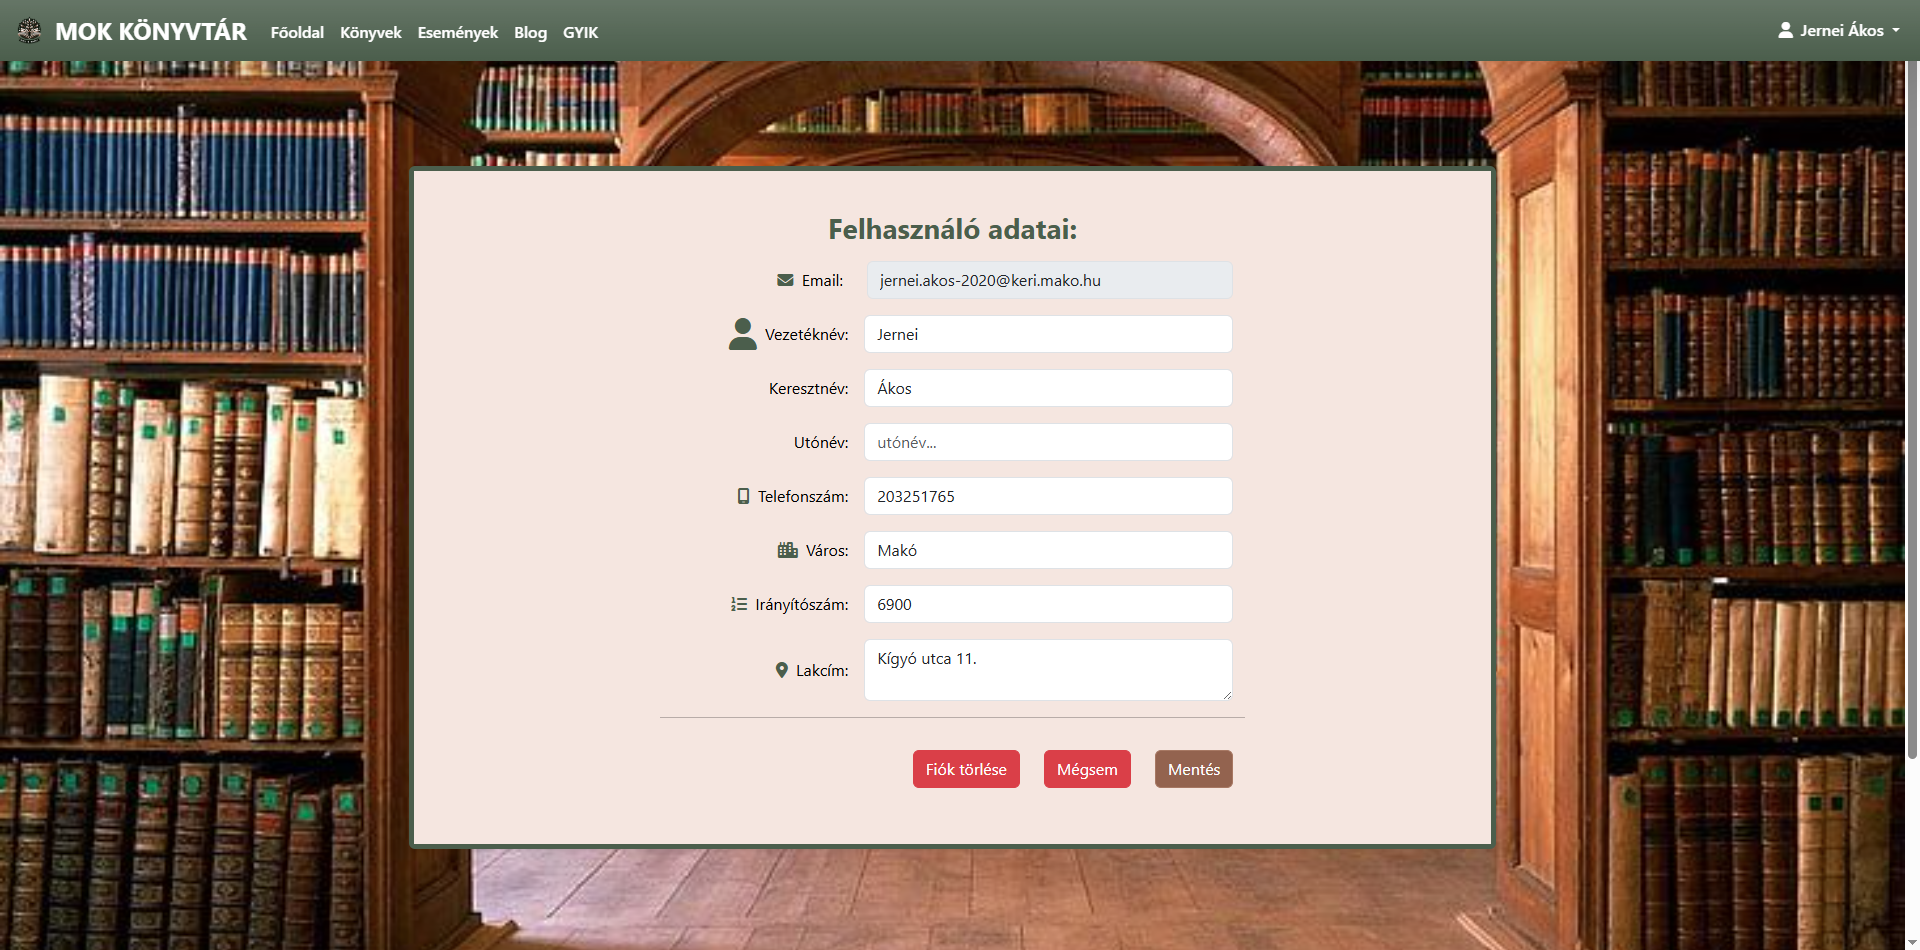 MOK KÖNYVTÁR Főoldal Könyvek Események Blog GYIK Jernei Ákos
Felhasználó adatai:
Email: jernei.akos-2020@keri.mako.hu
Vezetéknév: Jernei
Keresztnév: Ákos
Utónév: utónév...
Telefonszám: 203251765
Város: Makó
Irányítószám: 6900
Lakcím: Kígyó utca 11.
Fiók törlése Mégsem Mentés